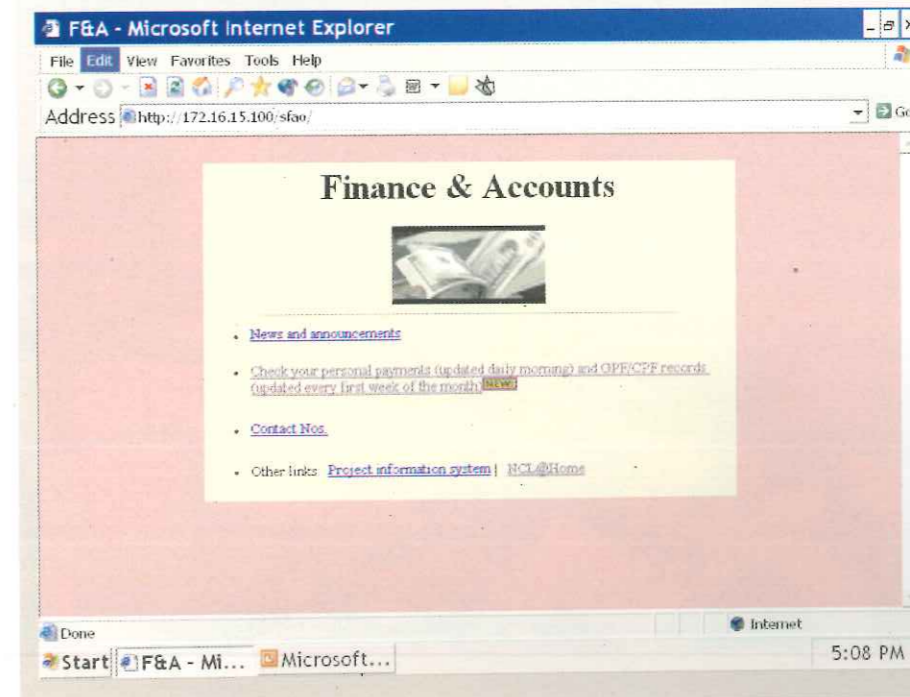 F&A - Microsoft Internet Explorer
File Edit View Favorites Tools Help
Address http://172.16.15.100/sfao/
Go
Finance & Accounts
News and announcements
Check your personal payments (updated daily morning) and GPF/CPF records
(updated every first week of the month) NEW
Contact Nos.
Other links: Project information system | NCL@Home
Done
Internet
Start F&A - Mi... Microsoft...
5:08 PM